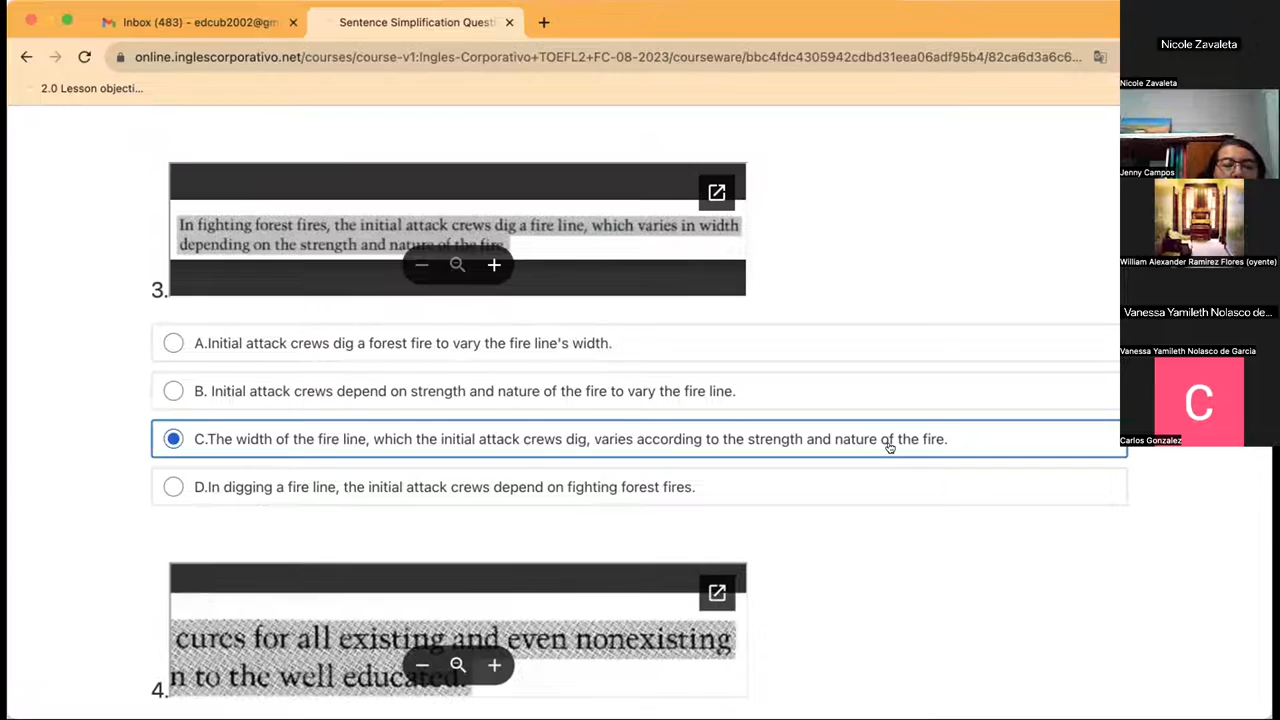 Inbox (483) - edcub2002@gm
Sentence Simplification Questi
online.inglescorporativo.net/courses/course-v1:Ingles-Corporativo+TOEFL2+FC-08-2023/courseware/bbc4fdc4305942cdbd31eea06adf95b4/82ca6d3a6c6...
2.0 Lesson objecti...
In fighting forest fires, the initial attack crews dig a fire line, which varies in width
depending on the strength and nature of the fire.
3.
A.Initial attack crews dig a forest fire to vary the fire line's width.
B. Initial attack crews depend on strength and nature of the fire to vary the fire line.
C.The width of the fire line, which the initial attack crews dig, varies according to the strength and nature of the fire.
D.In digging a fire line, the initial attack crews depend on fighting forest fires.
cures for all existing and even nonexisting
n to the well educated.
4.
Nicole Zavaleta
Nicole Zavaleta
Jenny Campos
William Alexander Ramirez Flores (oyente)
Vanessa Yamileth Nolasco de...
Vanessa Yamileth Nolasco de Garcia
C
Carlos Gonzalez